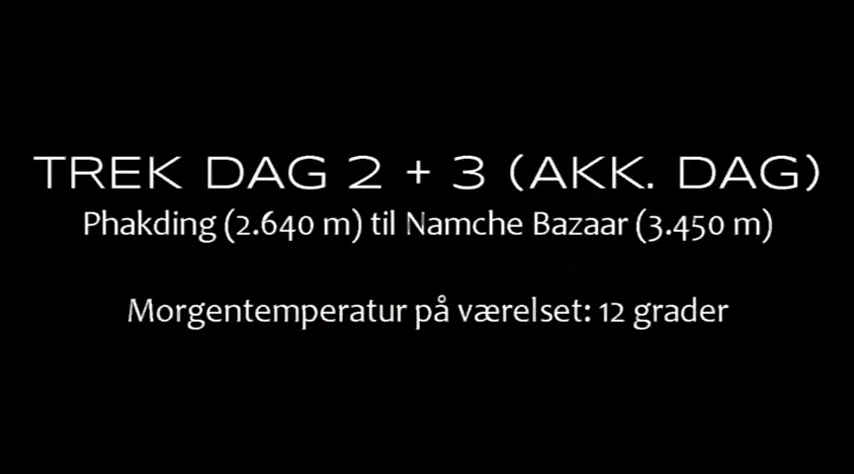 TREK DAG 2 + 3 (AKK. DAG)
Phakding (2.640 m) til Namche Bazaar (3.450 m)
Morgentemperatur på værelset: 12 grader